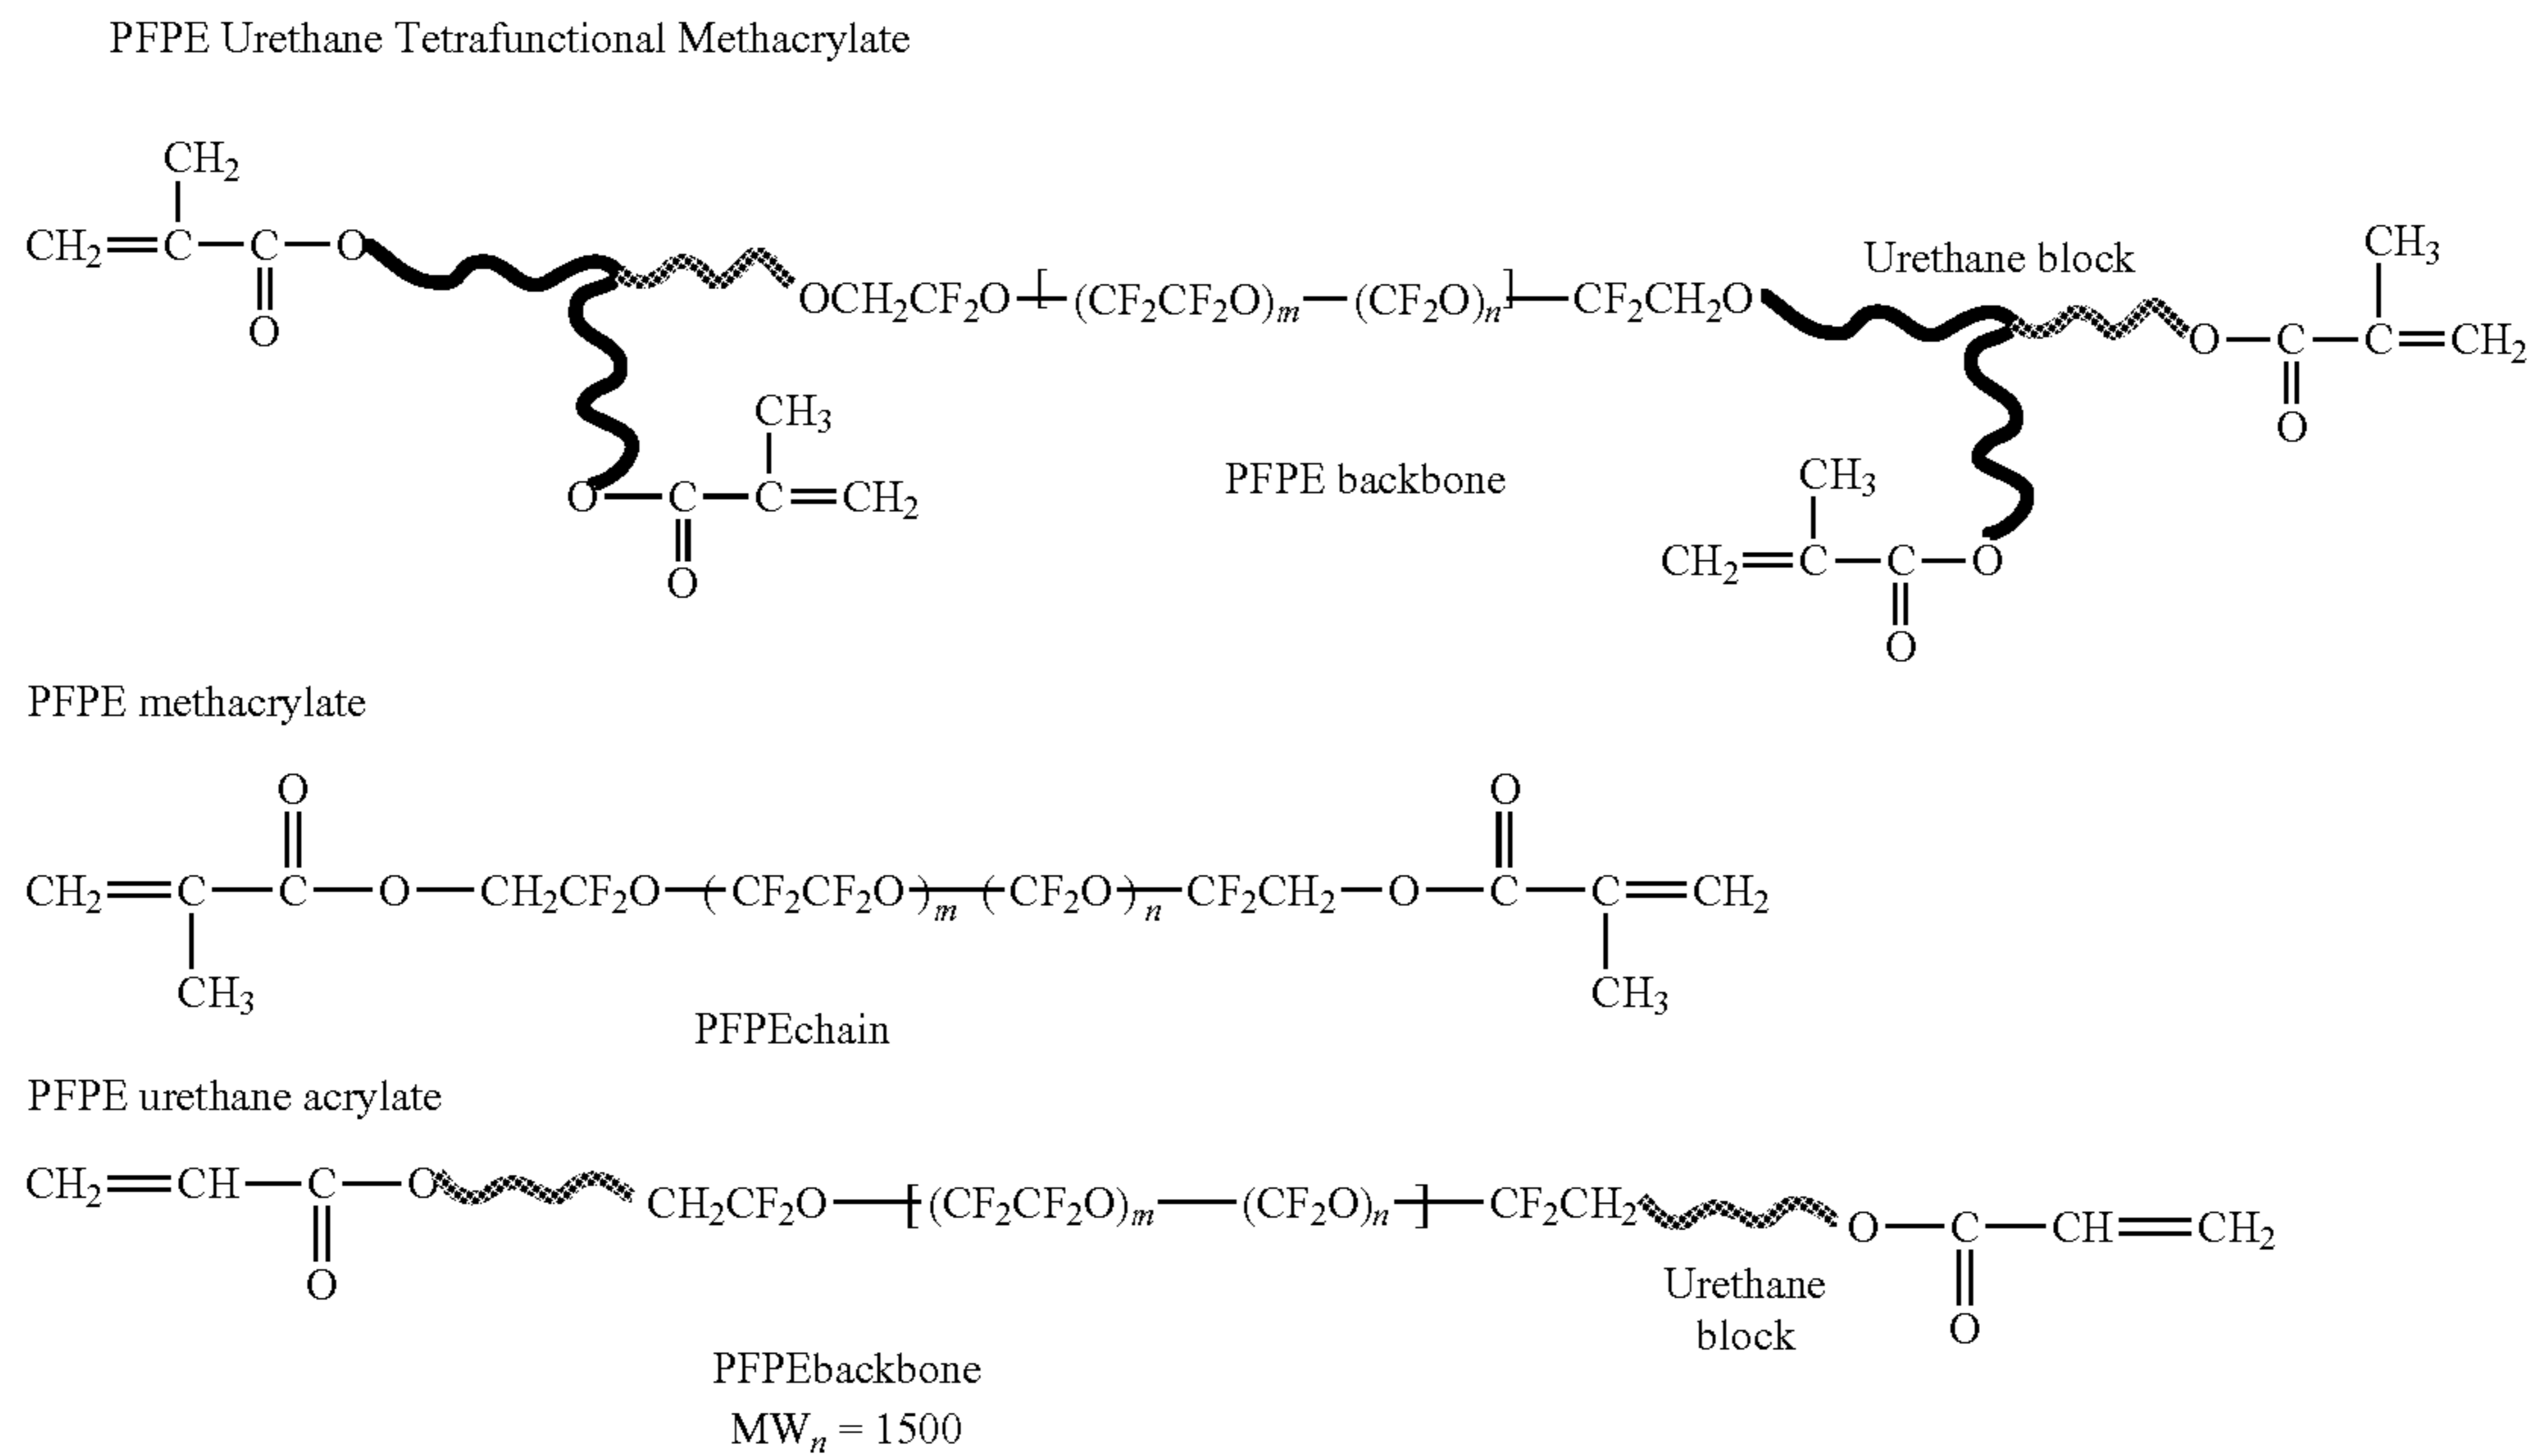 PFPE Urethane Tetrafunctional Methacrylate
CH2
CH3
CH2=C—C—O
Urethane block
OCH2CF2O—[—(CF2CF2O)m—(CF2O)n]—CF2CH2O
O—C—C=CH2
O
CH3
O
PFPE backbone
CH3
O—C—C=CH2
CH2=C—C—O
O
O
PFPE methacrylate
O
O
CH2=C—C—O—CH2CF2O—(CF2CF2O)m—(CF2O)n—CF2CH2—O—C—C=CH2
CH3
CH3
PFPEchain
PFPE urethane acrylate
CH2=CH—C—O
CH2CF2O—[(CF2CF2O)m—(CF2O)n]—CF2CH2
O—C—CH=CH2
O
Urethane
block
O
PFPEbackbone
MWn = 1500